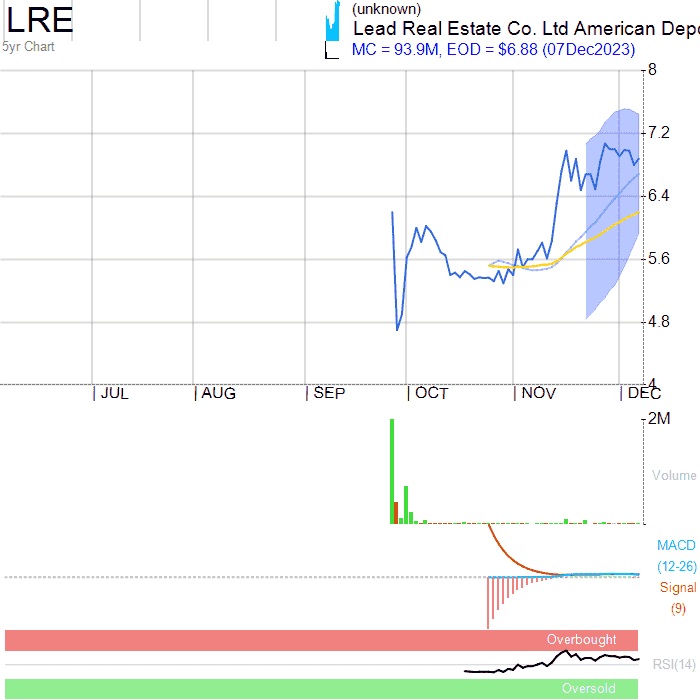 LRE
(unknown)
Lead Real Estate Co. Ltd American Depo
5yr Chart
MC = 93.9M, EOD = $6.88 (07Dec2023)
8
7.2
6.4
5.6
4.8
4
JUL AUG SEP OCT NOV DEC
2M
Volume
MACD
(12-26)
Signal
(9)
Overbought
RSI(14)
Oversold